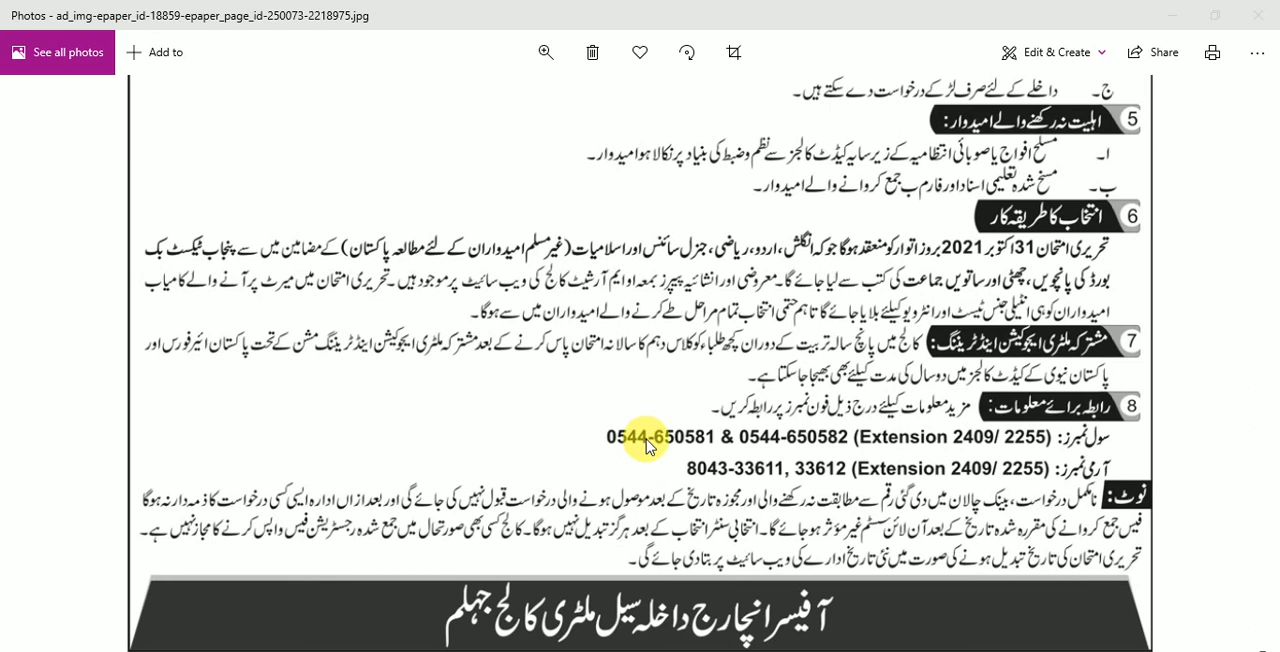 Photos - ad_img-epaper_id-18859-epaper_page_id-250073-2218975.jpg
See all photos
Add to
Edit & Create
Share
ج۔ داخلے کے لئے صرف لڑکے درخواست دے سکتے ہیں۔
5 اہلیت نہ رکھنے والے امیدوار:
ا۔ مسلح افواج یا صوبائی انتظامیہ کے زیر سایہ کیڈٹ کالجز سے نظم و ضبط کی بنیاد پر نکالا ہوا امیدوار۔
ب۔ مسخ شدہ تعلیمی اسناد اور فارم ب جمع کروانے والے امیدوار۔
6 انتخاب کا طریقہ کار
تحریری امتحان 31 اکتوبر 2021 بروز اتوار کو منعقد ہوگا جو کہ انگلش، اردو، ریاضی، جنرل سائنس اور اسلامیات (غیر مسلم امیدواران کے لئے مطالعہ پاکستان) کے مضامین میں سے پنجاب ٹیکسٹ بک
بورڈ کی پانچویں، چھٹی اور ساتویں جماعت کی کتب سے لیا جائے گا۔ معروضی اور انشائیہ پیپرز بمعہ او ایم آر شیٹ کالج کی ویب سائیٹ پر موجود ہیں۔ تحریری امتحان میں میرٹ پر آنے والے کامیاب
امیدواران کو ہی انٹیلی جنس ٹیسٹ اور انٹرویو کیلئے بلایا جائے گا تاہم حتمی انتخاب تمام مراحل طے کرنے والے امیدواران میں سے ہوگا۔
7 مشترکہ ملٹری ایجوکیشن اینڈ ٹریننگ: کالج میں پانچ سالہ تربیت کے دوران کچھ طلباء کو کلاس دہم کا سالانہ امتحان پاس کرنے کے بعد مشترکہ ملٹری ایجوکیشن اینڈ ٹریننگ مشن کے تحت پاکستان ائیر فورس اور
پاکستان نیوی کے کیڈٹ کالجز میں دو سال کی مدت کیلئے بھی بھیجا جا سکتا ہے۔
8 رابطہ برائے معلومات: مزید معلومات کیلئے درج ذیل فون نمبرز پر رابطہ کریں۔
سول نمبرز: 0544-650581 & 0544-650582 (Extension 2409/ 2255)
آرمی نمبرز: 8043-33611, 33612 (Extension 2409/ 2255)
نوٹ: نامکمل درخواست، بینک چالان میں دی گئی رقم سے مطابقت نہ رکھنے والی اور مجوزہ تاریخ کے بعد موصول ہونے والی درخواست قبول نہیں کی جائے گی اور بعد ازاں ادارہ ایسی کسی درخواست کا ذمہ دار نہ ہوگا
فیس جمع کروانے کی مقررہ شدہ تاریخ کے بعد آن لائن سسٹم غیر مؤثر ہو جائے گا۔ انتخابی سنٹر انتخاب کے بعد ہرگز تبدیل نہیں ہوگا۔ کالج کسی بھی صورتحال میں جمع شدہ رجسٹریشن فیس واپس کرنے کا مجاز نہیں ہے۔
تحریری امتحان کی تاریخ تبدیل ہونے کی صورت میں نئی تاریخ ادارے کی ویب سائیٹ پر بتا دی جائے گی۔
آفیسر انچارج داخلہ سیل ملٹری کالج جہلم